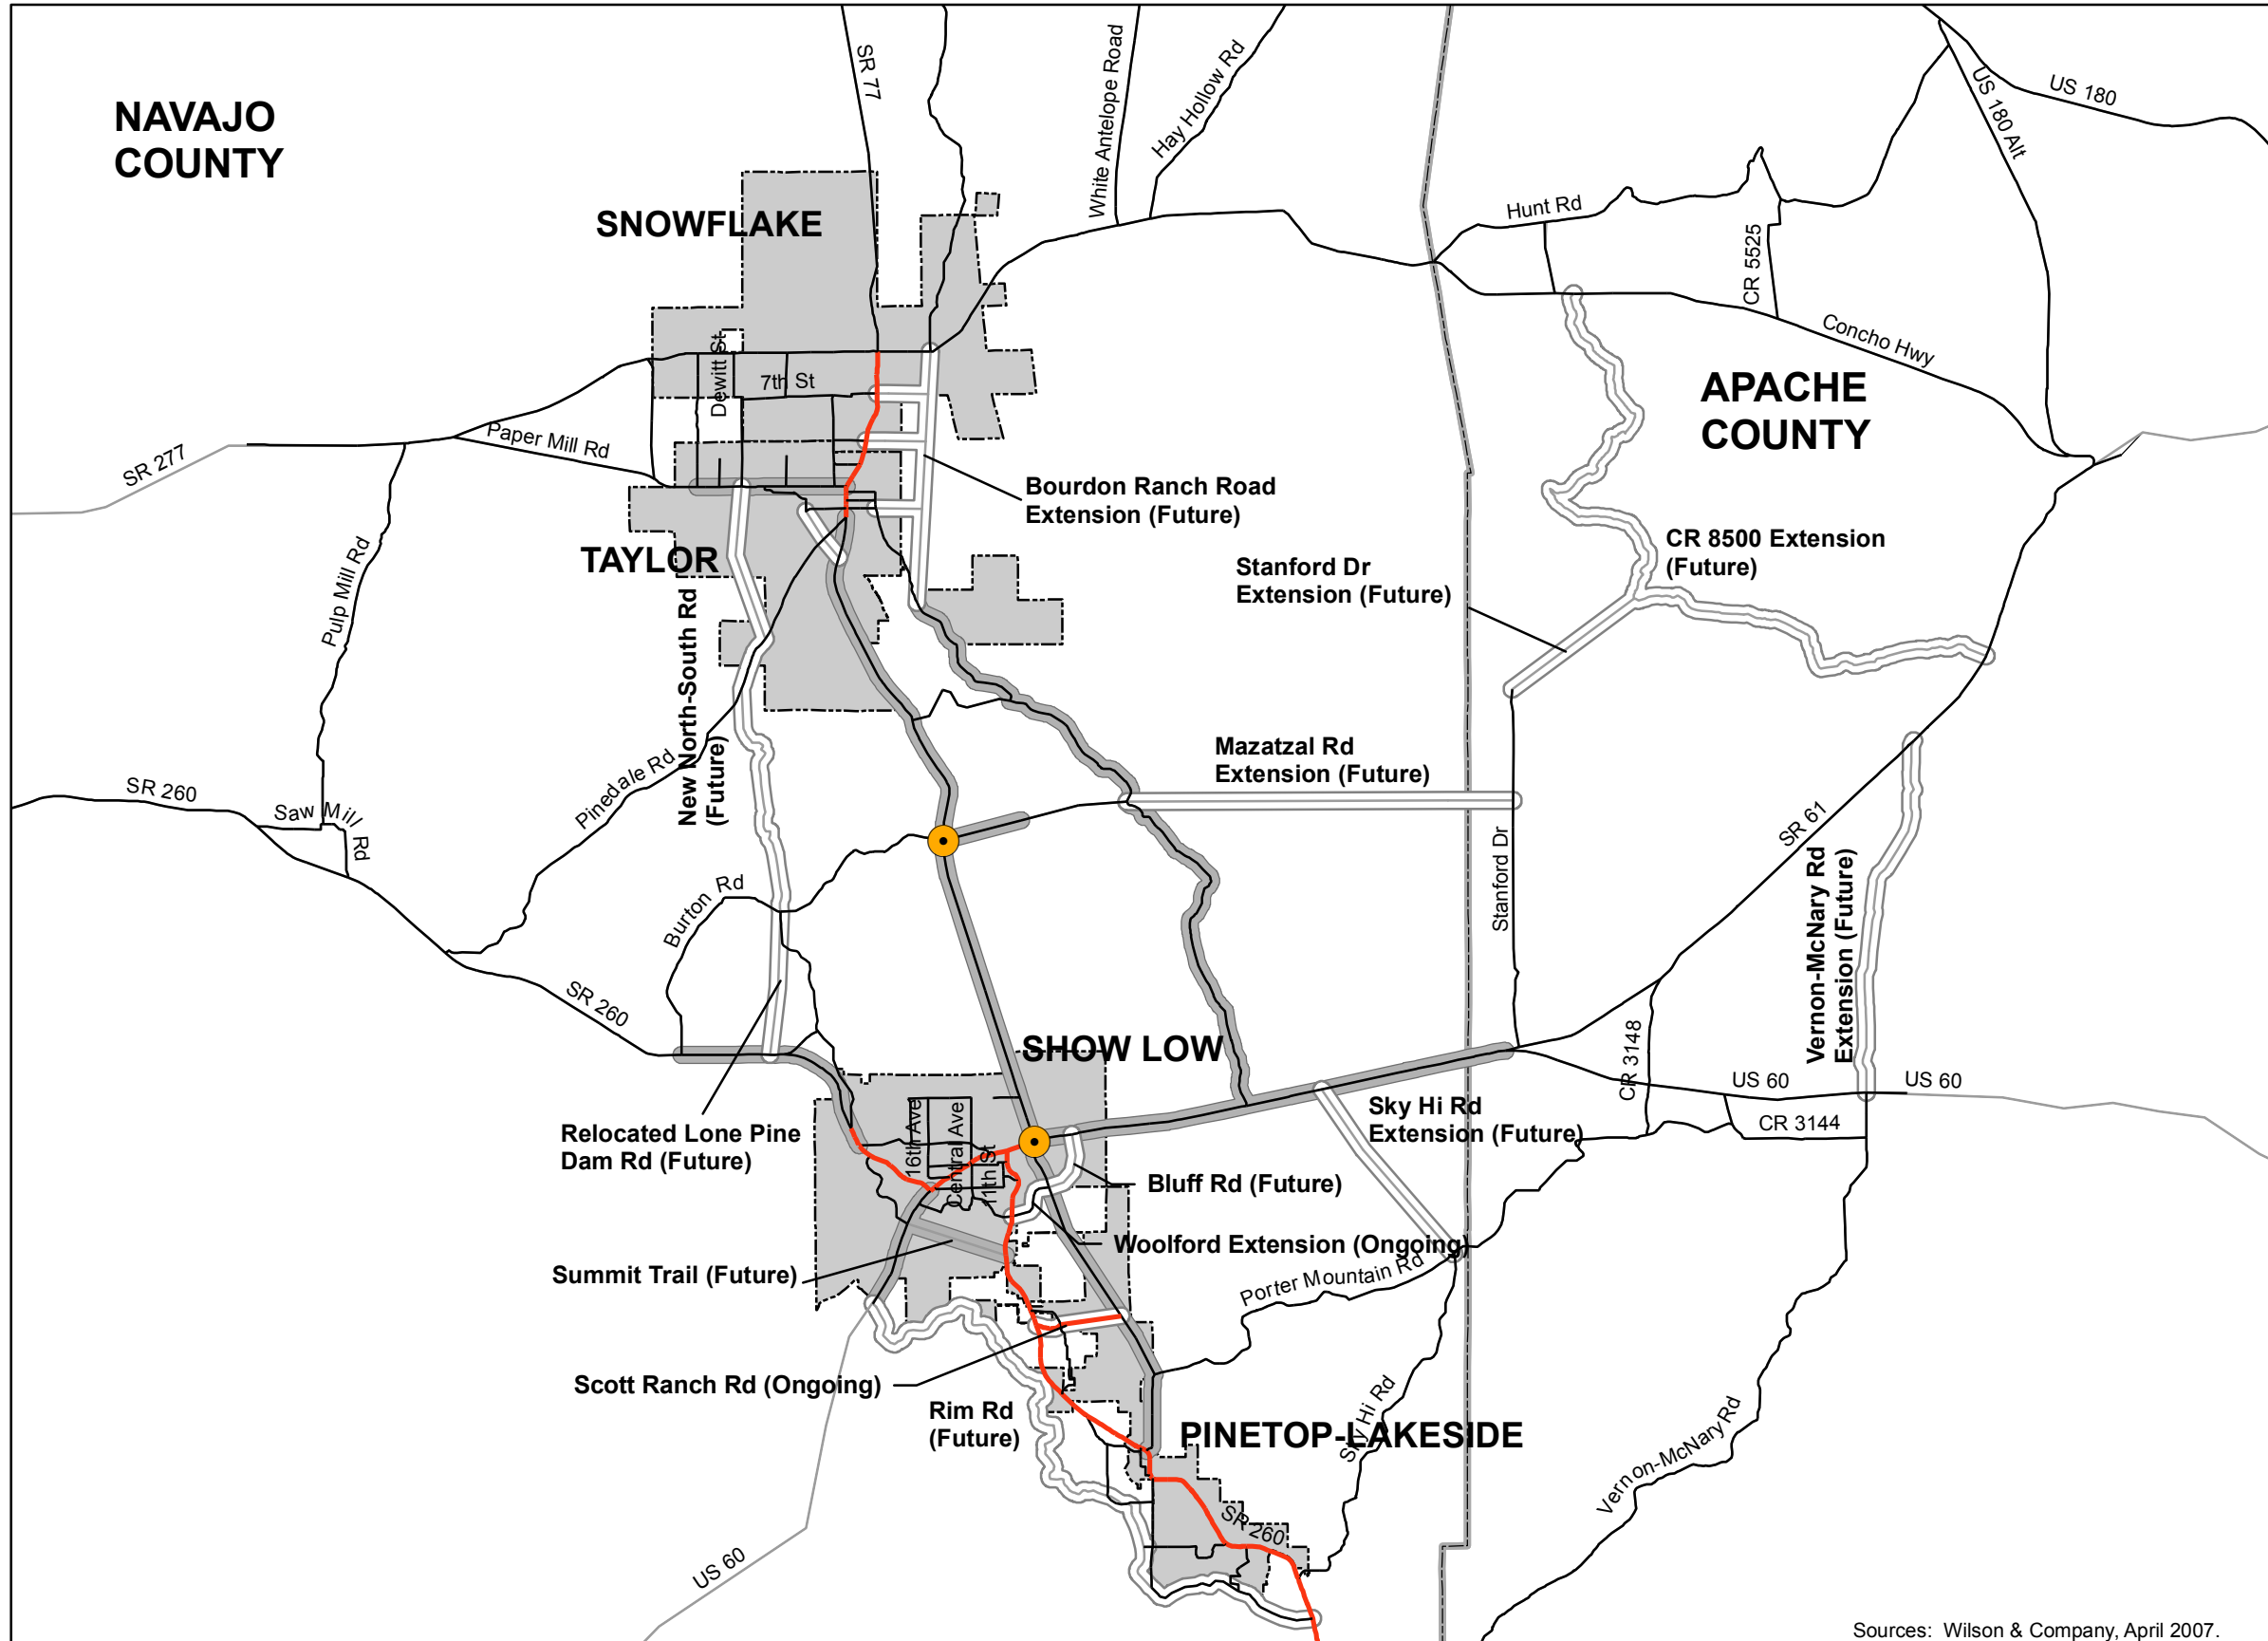 NAVAJO
COUNTY
SR 77
White Antelope Road
Hay Hollow Rd
US 180
US 180 Alt
SNOWFLAKE
Hunt Rd
CR 5525
Concho Hwy
APACHE
COUNTY
Dewitt St
7th St
Paper Mill Rd
SR 277
Bourdon Ranch Road
Extension (Future)
TAYLOR
Pulp Mill Rd
Stanford Dr
Extension (Future)
CR 8500 Extension
(Future)
New North-South Rd
(Future)
Mazatzal Rd
Extension (Future)
SR 260
Saw Mill Rd
Pinedale Rd
SR 61
Burton Rd
Stanford Dr
Vernon-McNary Rd
Extension (Future)
SR 260
SHOW LOW
CR 3148
US 60
US 60
CR 3144
Sky Hi Rd
Extension (Future)
Relocated Lone Pine
Dam Rd (Future)
16th Ave
Central Ave
11th St
Bluff Rd (Future)
Woolford Extension (Ongoing)
Summit Trail (Future)
Porter Mountain Rd
Scott Ranch Rd (Ongoing)
Rim Rd
(Future)
PINETOP-LAKESIDE
Sky Hi Rd
Vernon-McNary Rd
SR 260
US 60
Sources: Wilson & Company, April 2007.